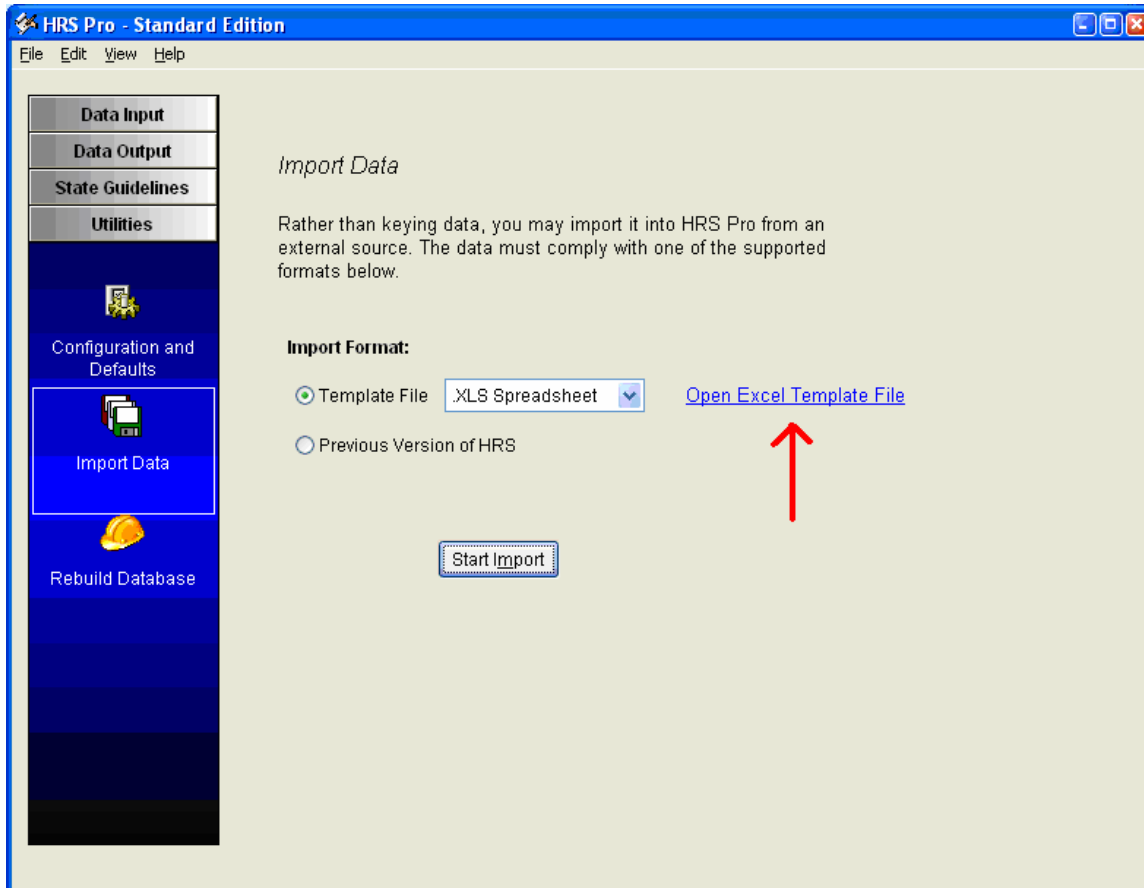 HRS Pro - Standard Edition
File Edit View Help
Data Input
Data Output
State Guidelines
Utilities
Configuration and
Defaults
Import Data
Rebuild Database
Import Data
Rather than keying data, you may import it into HRS Pro from an
external source. The data must comply with one of the supported
formats below.
Import Format:
Template File .XLS Spreadsheet Open Excel Template File
Previous Version of HRS
Start Import